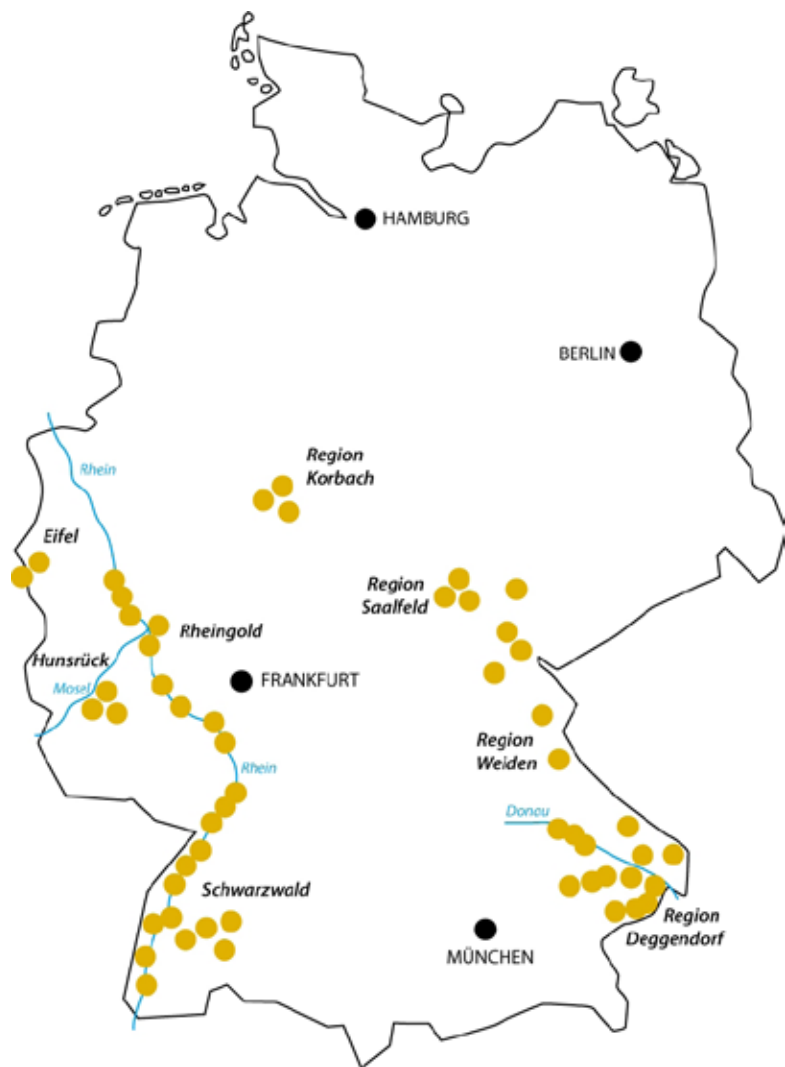 HAMBURG
BERLIN
Region
Korbach
Rhein
Eifel
Region
Saalfeld
Rheingold
Hunsrück
Mosel
FRANKFURT
Region
Weiden
Rhein
Donau
Schwarzwald
Region
Deggendorf
MÜNCHEN